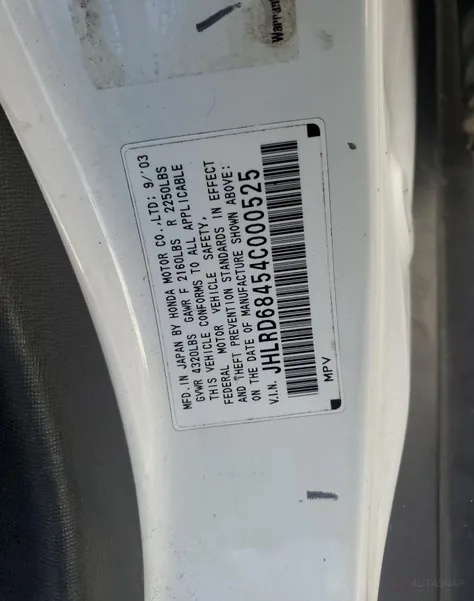 Warran
MFD.IN JAPAN BY HONDA MOTOR CO.,LTD; 9/'03
GVWR 4320LBS GAWR F 2160LBS R 2250LBS
THIS VEHICLE CONFORMS TO ALL APPLICABLE
FEDERAL MOTOR VEHICLE SAFETY,
AND THEFT PREVENTION STANDARDS IN EFFECT
ON THE DATE OF MANUFACTURE SHOWN ABOVE:
V.I.N. JHLRD68454C000525
MPV
AUTOSNAP